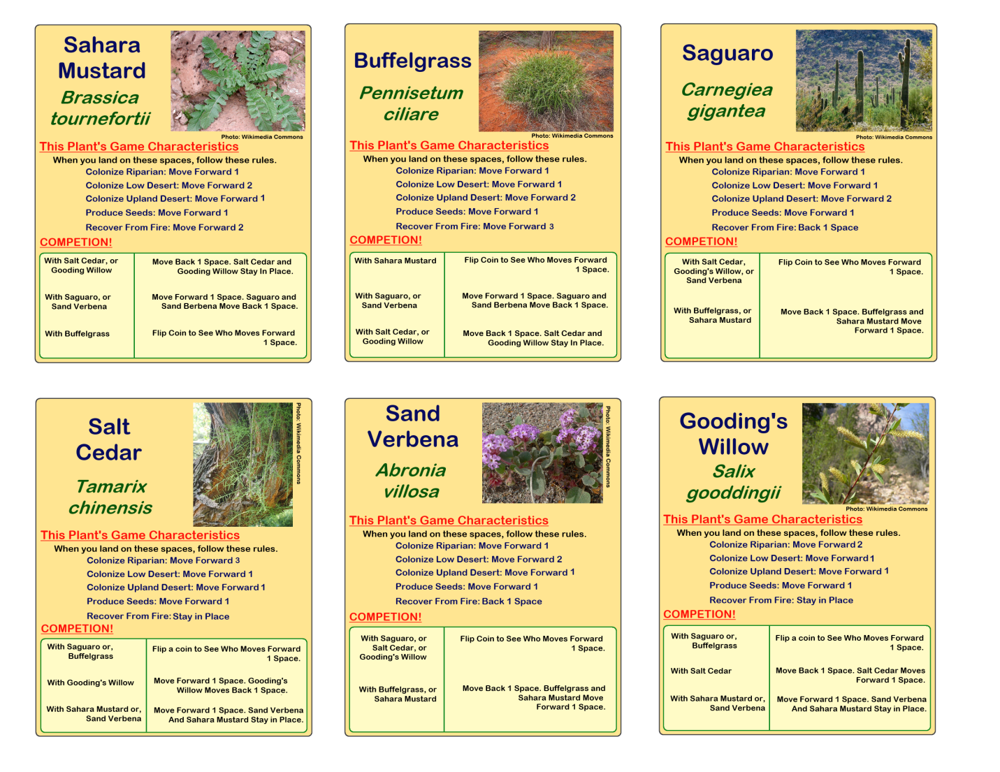 Sahara
Mustard
Brassica
tournefortii
Photo: Wikimedia Commons
This Plant's Game Characteristics
When you land on these spaces, follow these rules.
Colonize Riparian: Move Forward 1
Colonize Low Desert: Move Forward 2
Colonize Upland Desert: Move Forward 1
Produce Seeds: Move Forward 1
Recover From Fire: Move Forward 2
COMPETION!
With Salt Cedar, or
Gooding Willow
Move Back 1 Space. Salt Cedar and
Gooding Willow Stay In Place.
With Saguaro, or
Sand Verbena
Move Forward 1 Space. Saguaro and
Sand Berbena Move Back 1 Space.
With Buffelgrass
Flip Coin to See Who Moves Forward
1 Space.
Buffelgrass
Pennisetum
ciliare
Photo: Wikimedia Commons
This Plant's Game Characteristics
When you land on these spaces, follow these rules.
Colonize Riparian: Move Forward 1
Colonize Low Desert: Move Forward 1
Colonize Upland Desert: Move Forward 2
Produce Seeds: Move Forward 1
Recover From Fire: Move Forward 3
COMPETION!
With Sahara Mustard
Flip Coin to See Who Moves Forward
1 Space.
With Saguaro, or
Sand Verbena
Move Forward 1 Space. Saguaro and
Sand Berbena Move Back 1 Space.
With Salt Cedar, or
Gooding Willow
Move Back 1 Space. Salt Cedar and
Gooding Willow Stay In Place.
Saguaro
Carnegiea
gigantea
Photo: Wikimedia Commons
This Plant's Game Characteristics
When you land on these spaces, follow these rules.
Colonize Riparian: Move Forward 1
Colonize Low Desert: Move Forward 1
Colonize Upland Desert: Move Forward 2
Produce Seeds: Move Forward 1
Recover From Fire: Back 1 Space
COMPETION!
With Salt Cedar,
Gooding's Willow, or
Sand Verbena
Flip Coin to See Who Moves Forward
1 Space.
With Buffelgrass, or
Sahara Mustard
Move Back 1 Space. Buffelgrass and
Sahara Mustard Move
Forward 1 Space.
Salt
Cedar
Tamarix
chinensis
Photo: Wikimedia Commons
This Plant's Game Characteristics
When you land on these spaces, follow these rules.
Colonize Riparian: Move Forward 3
Colonize Low Desert: Move Forward 1
Colonize Upland Desert: Move Forward 1
Produce Seeds: Move Forward 1
Recover From Fire: Stay in Place
COMPETION!
With Saguaro or,
Buffelgrass
Flip a coin to See Who Moves Forward
1 Space.
With Gooding's Willow
Move Forward 1 Space. Gooding's
Willow Moves Back 1 Space.
With Sahara Mustard or,
Sand Verbena
Move Forward 1 Space. Sand Verbena
And Sahara Mustard Stay in Place.
Sand
Verbena
Abronia
villosa
Photo: Wikimedia Commons
This Plant's Game Characteristics
When you land on these spaces, follow these rules.
Colonize Riparian: Move Forward 1
Colonize Low Desert: Move Forward 2
Colonize Upland Desert: Move Forward 1
Produce Seeds: Move Forward 1
Recover From Fire: Back 1 Space
COMPETION!
With Saguaro, or
Salt Cedar, or
Gooding's Willow
Flip Coin to See Who Moves Forward
1 Space.
With Buffelgrass, or
Sahara Mustard
Move Back 1 Space. Buffelgrass and
Sahara Mustard Move
Forward 1 Space.
Gooding's
Willow
Salix
gooddingii
Photo: Wikimedia Commons
This Plant's Game Characteristics
When you land on these spaces, follow these rules.
Colonize Riparian: Move Forward 2
Colonize Low Desert: Move Forward 1
Colonize Upland Desert: Move Forward 1
Produce Seeds: Move Forward 1
Recover From Fire: Stay in Place
COMPETION!
With Saguaro or,
Buffelgrass
Flip a coin to See Who Moves Forward
1 Space.
With Salt Cedar
Move Back 1 Space. Salt Cedar Moves
Forward 1 Space.
With Sahara Mustard or,
Sand Verbena
Move Forward 1 Space. Sand Verbena
And Sahara Mustard Stay in Place.